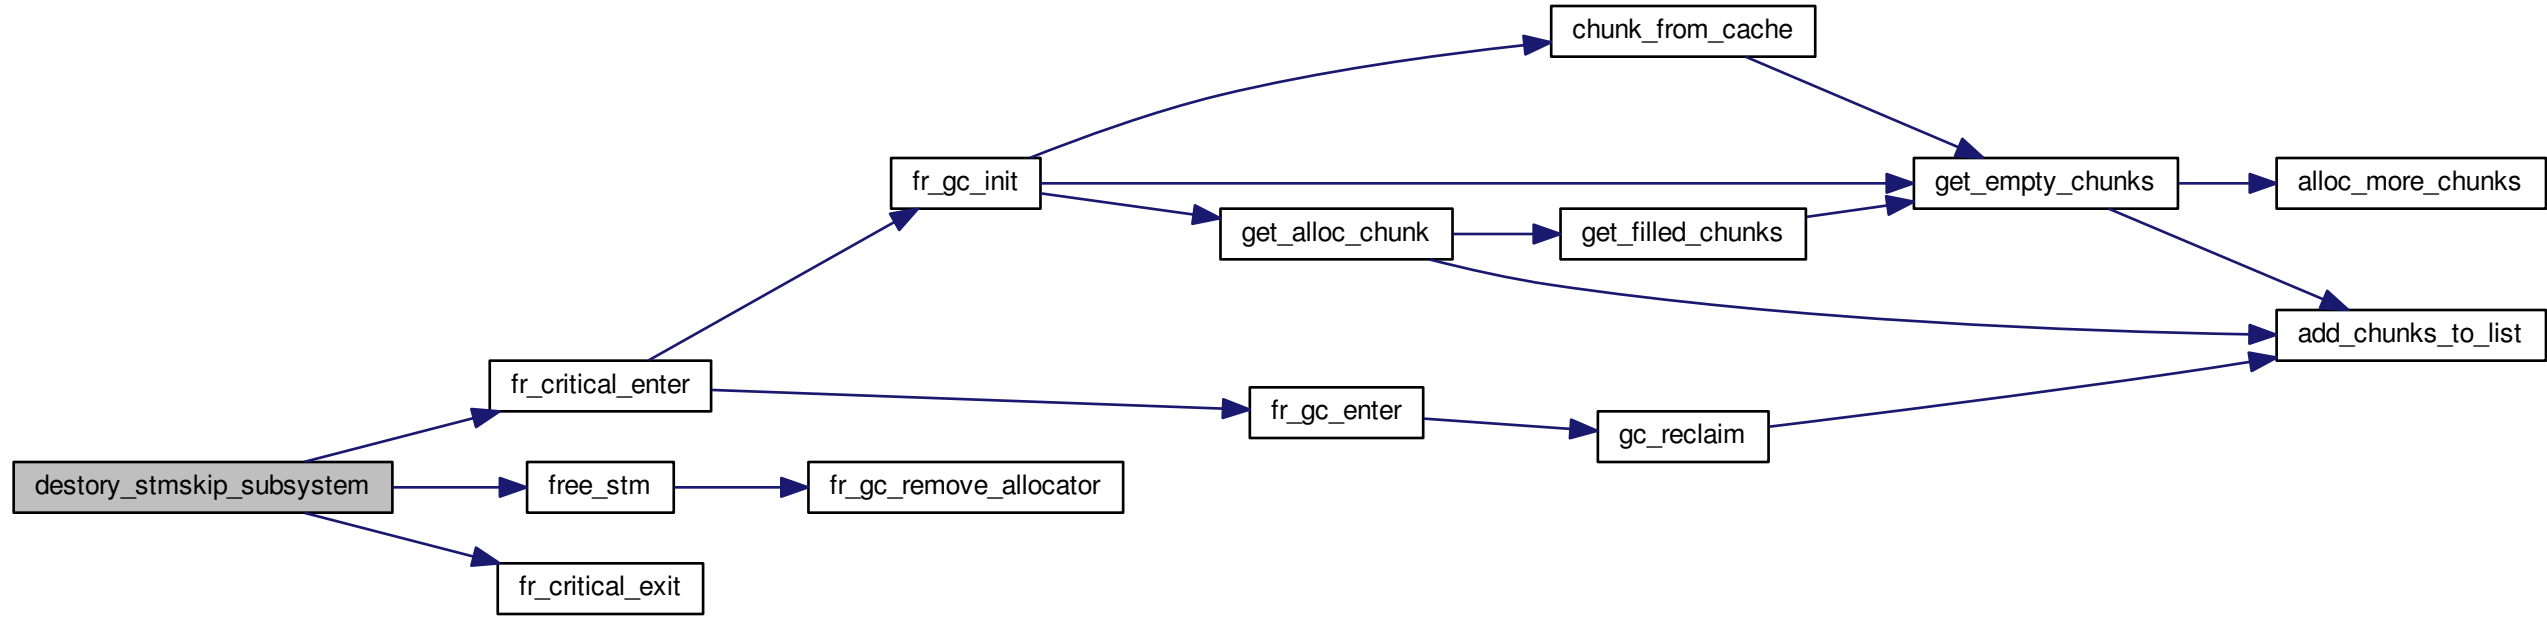 chunk_from_cache
fr_gc_init
get_empty_chunks
alloc_more_chunks
get_alloc_chunk
get_filled_chunks
add_chunks_to_list
fr_critical_enter
fr_gc_enter
gc_reclaim
destory_stmskip_subsystem
free_stm
fr_gc_remove_allocator
fr_critical_exit